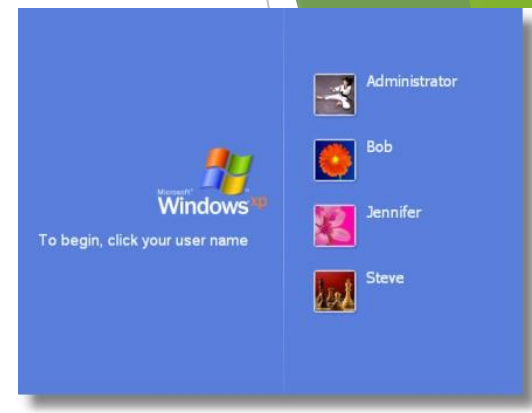 Microsoft®
Windows xp
To begin, click your user name
Administrator
Bob
Jennifer
Steve